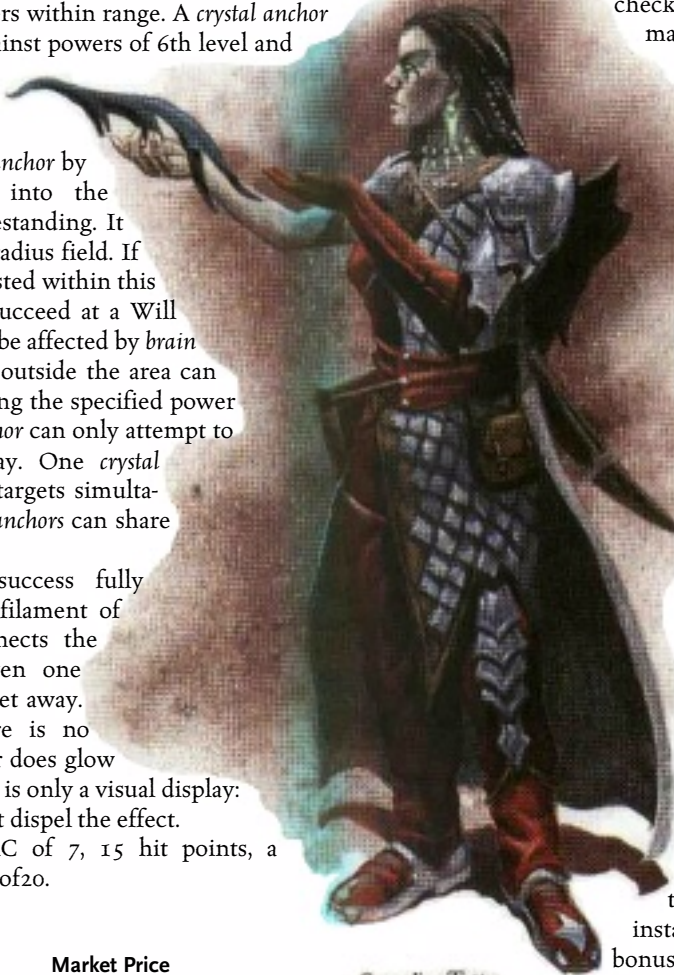 ers within range. A crystal anchor
inst powers of 6th level and
anchor by
into the
estanding. It
adius field. If
sted within this
ucceed at a Will
be affected by brain
outside the area can
ng the specified power
or can only attempt to
ay. One crystal
targets simulta-
anchors can share
success fully
filament of
nects the
en one
et away.
e is no
r does glow
is only a visual display:
t dispel the effect.
C of 7, 15 hit points, a
of20.
Market Price
check
ma
t
insta
bonus